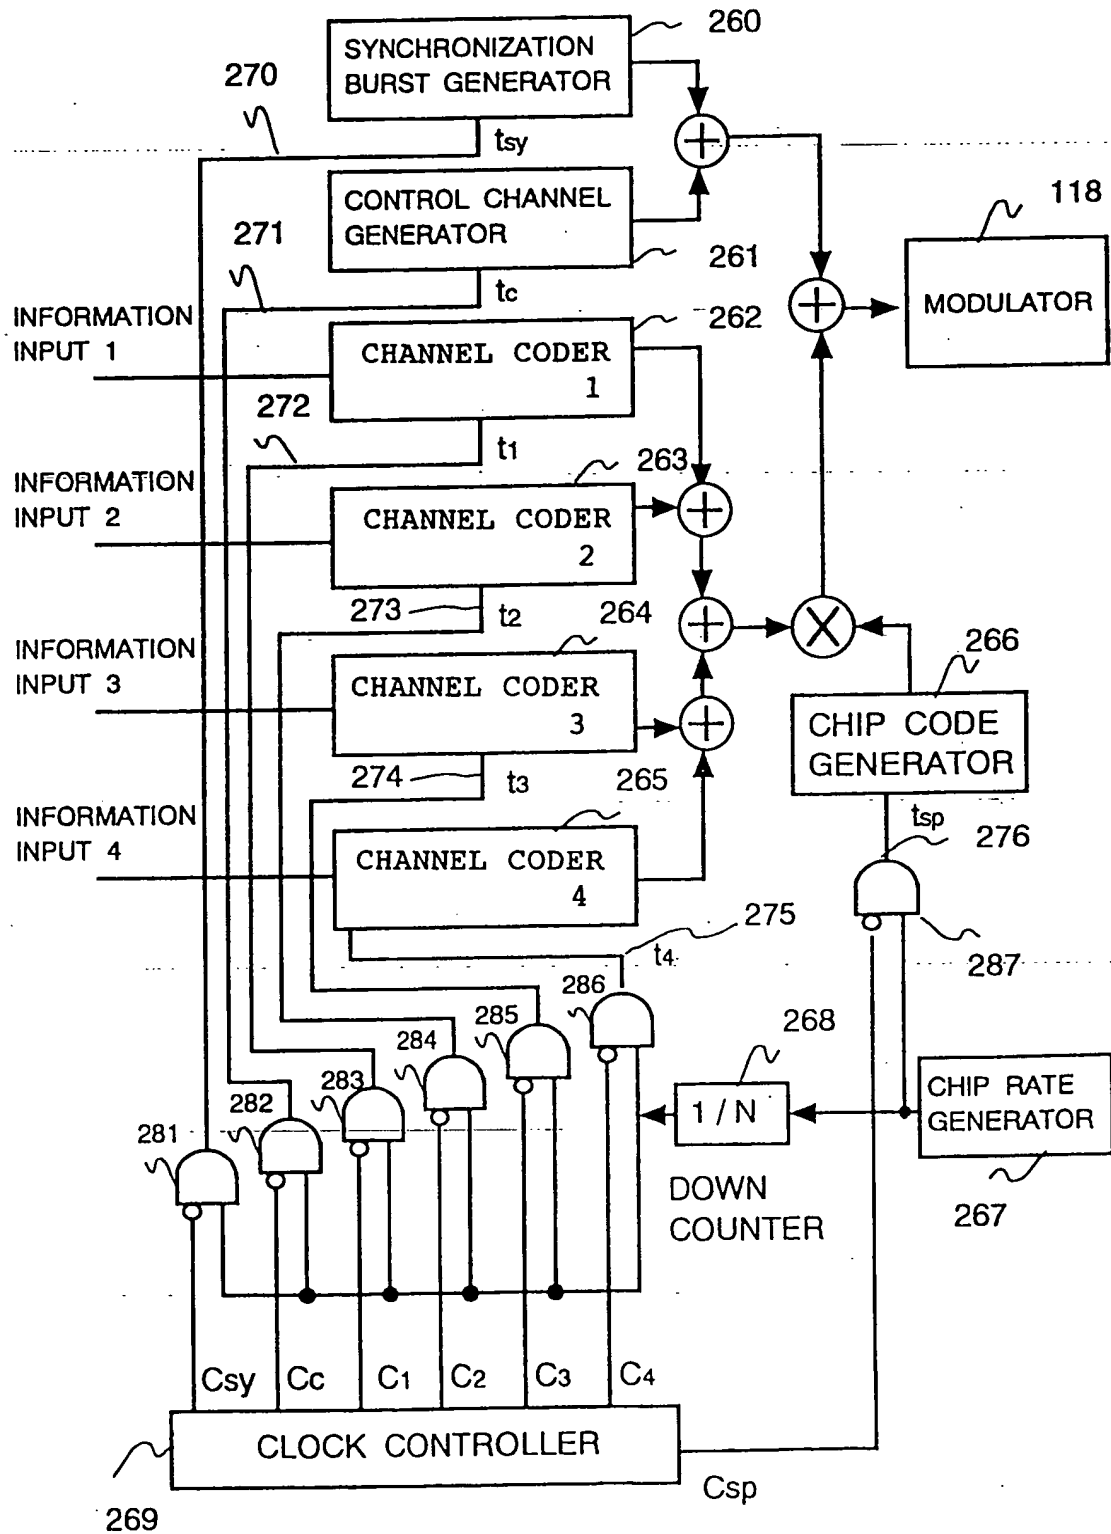 260
SYNCHRONIZATION
BURST GENERATOR
270
tsy
118
CONTROL CHANNEL
GENERATOR
271
261
tc
MODULATOR
INFORMATION
INPUT 1
262
CHANNEL CODER
1
272
t1
263
INFORMATION
INPUT 2
CHANNEL CODER
2
273
t2
264
INFORMATION
INPUT 3
266
CHANNEL CODER
3
CHIP CODE
GENERATOR
274
t3
265
INFORMATION
INPUT 4
tsp
276
CHANNEL CODER
4
275
t4
287
286
285
268
284
283
1/N
CHIP RATE
GENERATOR
282
281
DOWN
COUNTER
267
Csy
Cc
C1
C2
C3
C4
CLOCK CONTROLLER
Csp
269